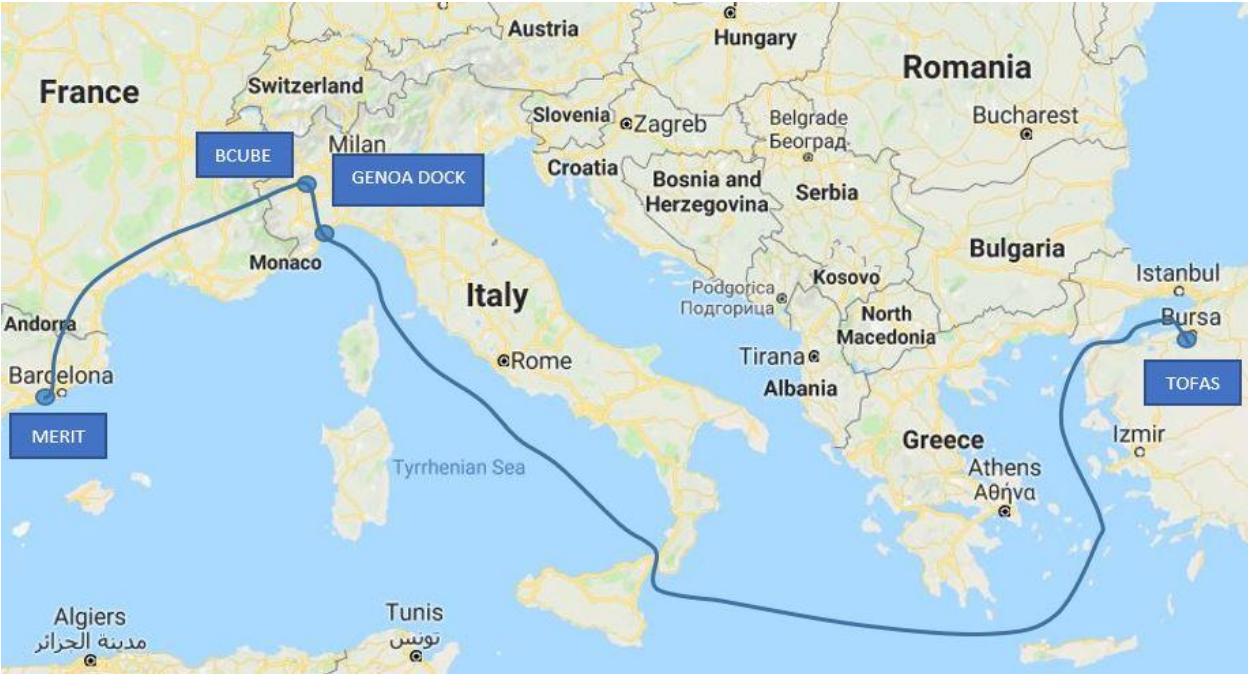 Austria
Hungary
Romania
France
Switzerland
Slovenia
Zagreb
Belgrade
Београд
Bucharest
BCUBE
Milan
GENOA DOCK
Croatia
Bosnia and
Herzegovina
Serbia
Bulgaria
Monaco
Italy
Kosovo
Podgorica
Подгорица
North
Macedonia
Istanbul
Bursa
Andorra
Rome
Tirana
Albania
Barcelona
TOFAS
MERIT
Izmir
Greece
Athens
Αθήνα
Tyrrhenian Sea
Algiers
مدينة الجزائر
Tunis
تونس